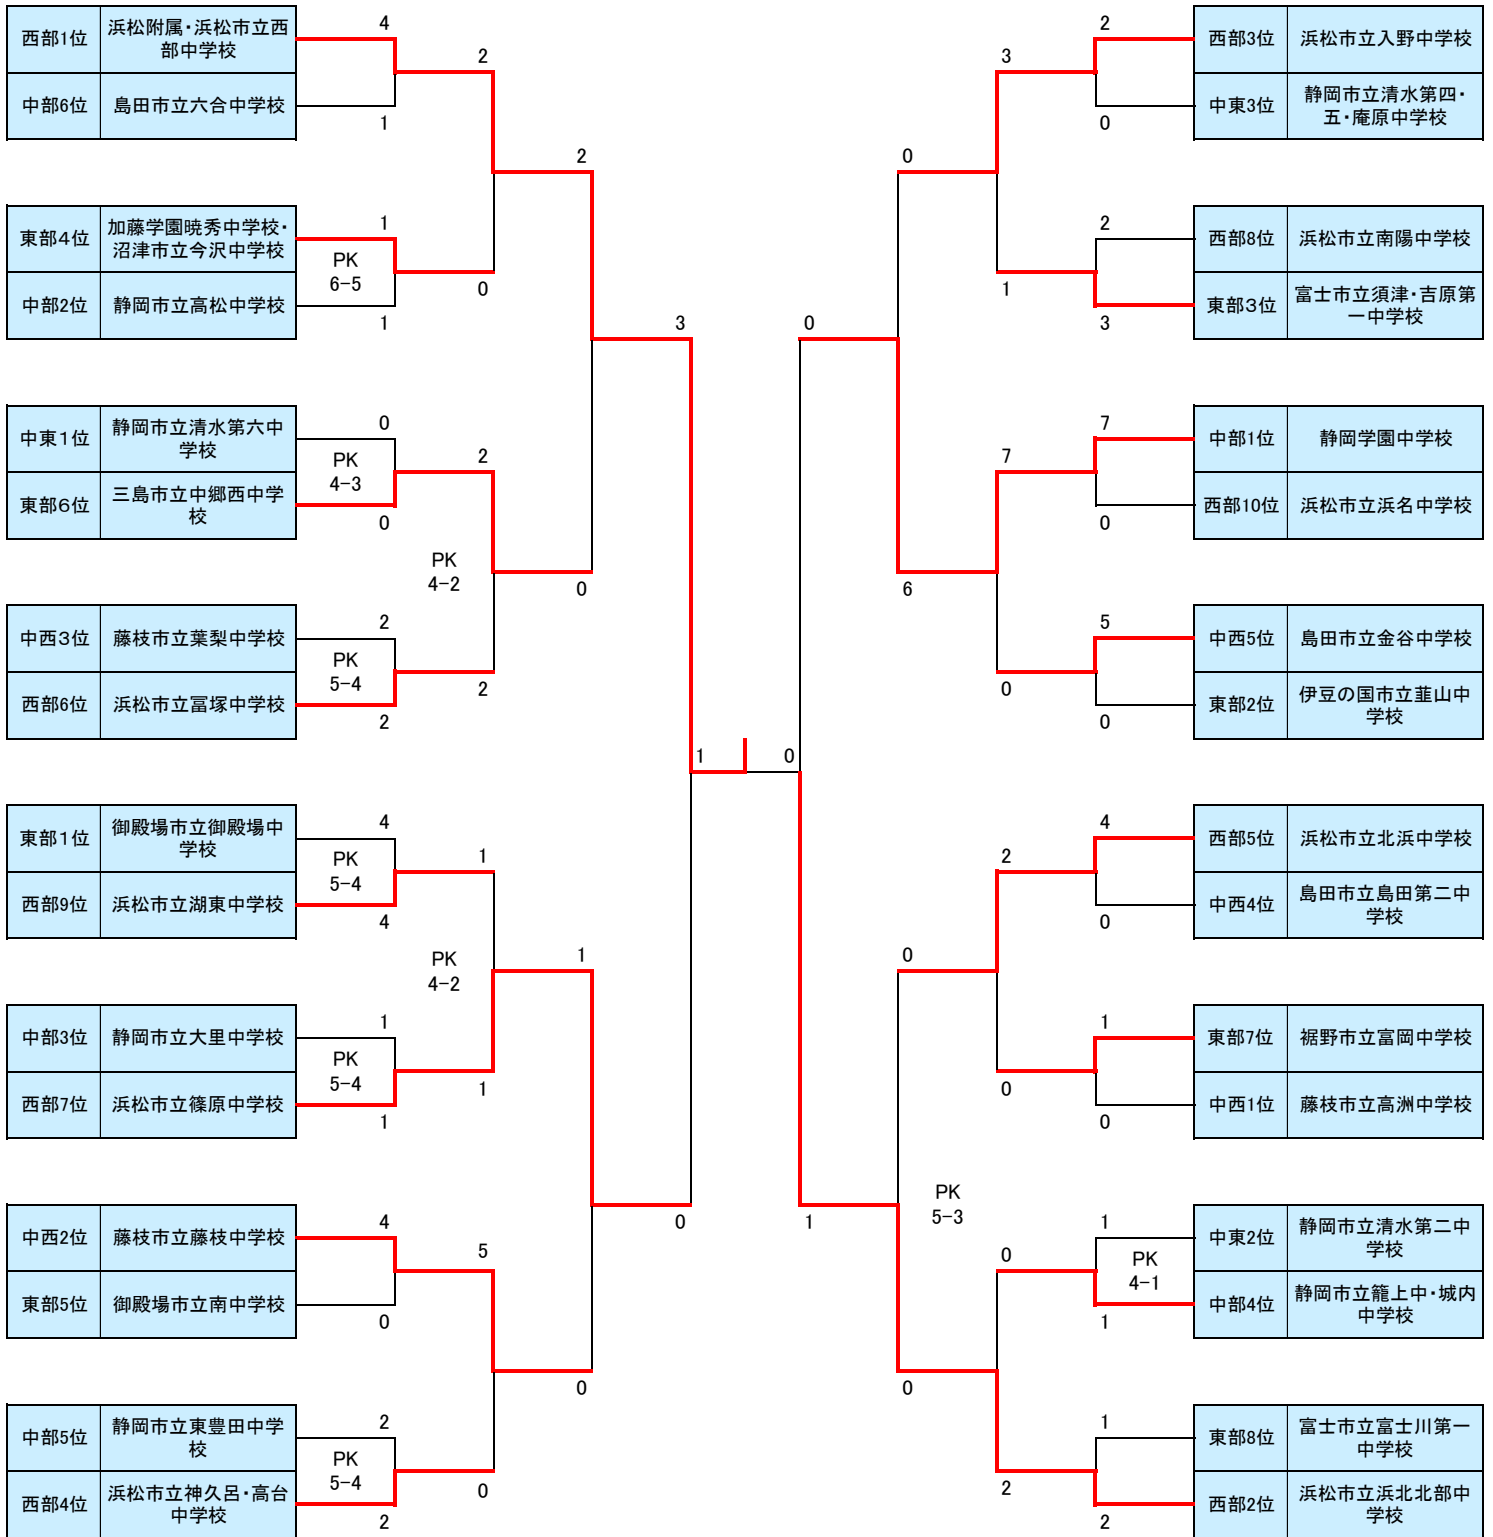 西部1位
浜松附属・浜松市立西
部中学校
中部6位
島田市立六合中学校
4
1
2
東部4位
加藤学園暁秀中学校・
沼津市立今沢中学校
中部2位
静岡市立高松中学校
1
PK
6-5
1
0
2
中東1位
静岡市立清水第六中
学校
東部6位
三島市立中郷西中学
校
0
PK
4-3
0
2
PK
4-2
中西3位
藤枝市立葉梨中学校
西部6位
浜松市立冨塚中学校
2
PK
5-4
2
2
0
3
東部1位
御殿場市立御殿場中
学校
西部9位
浜松市立湖東中学校
4
PK
5-4
4
1
PK
4-2
中部3位
静岡市立大里中学校
西部7位
浜松市立篠原中学校
1
PK
5-4
1
1
1
中西2位
藤枝市立藤枝中学校
東部5位
御殿場市立南中学校
4
0
5
中部5位
静岡市立東豊田中学
校
西部4位
浜松市立神久呂・高台
中学校
2
PK
5-4
2
0
0
0
1
0
西部3位
浜松市立入野中学校
中東3位
静岡市立清水第四・
五・庵原中学校
2
0
3
西部8位
浜松市立南陽中学校
東部3位
富士市立須津・吉原第
一中学校
2
3
1
0
中部1位
静岡学園中学校
西部10位
浜松市立浜名中学校
7
0
7
中西5位
島田市立金谷中学校
東部2位
伊豆の国市立韮山中
学校
5
0
0
6
0
西部5位
浜松市立北浜中学校
中西4位
島田市立島田第二中
学校
4
0
2
東部7位
裾野市立富岡中学校
中西1位
藤枝市立高洲中学校
1
0
0
0
PK
5-3
中東2位
静岡市立清水第二中
学校
中部4位
静岡市立籠上中・城内
中学校
1
PK
4-1
1
0
東部8位
富士市立富士川第一
中学校
西部2位
浜松市立浜北北部中
学校
1
2
2
0
1